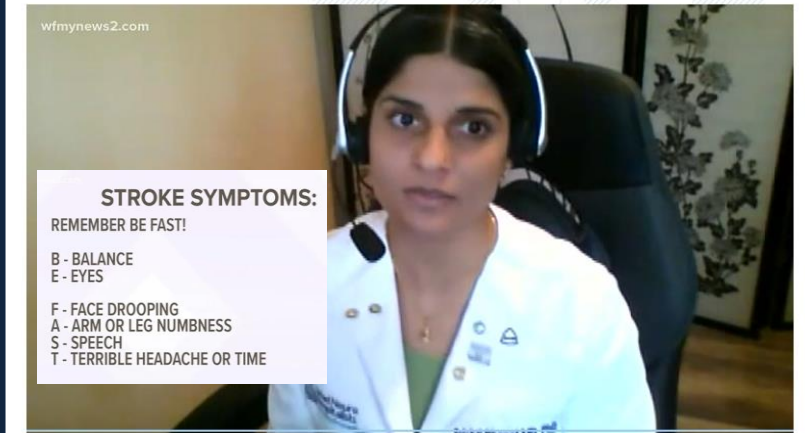 wfmynews2.com
STROKE SYMPTOMS:
REMEMBER BE FAST!
B - BALANCE
E - EYES
F - FACE DROOPING
A - ARM OR LEG NUMBNESS
S - SPEECH
T - TERRIBLE HEADACHE OR TIME